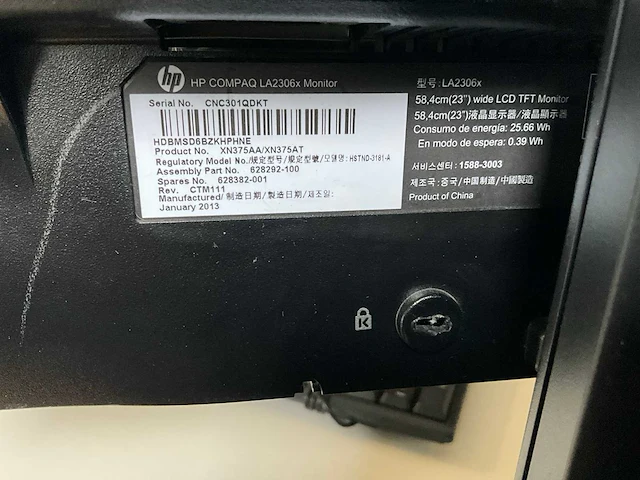 hp HP COMPAQ LA2306x Monitor
Serial No. CNC301QDKT
HDBMSD6BZKHPHNE
Product No. XN375AA/XN375AT
Regulatory Model No./规定型号/規定型號/모델명: HSTND-3181-A
Assembly Part No. 628292-100
Spares No. 628382-001
Rev. CTM111
Manufactured/制造日期/製造日期/제조일:
January 2013
型号: LA2306x
58,4cm(23") wide LCD TFT Monitor
58,4cm(23")液晶显示器/液晶顯示器
Consumo de energía: 25.66 Wh
En modo de espera: 0.39 Wh
서비스센터: 1588-3003
제조국: 중국/中国制造/中國製造
Product of China